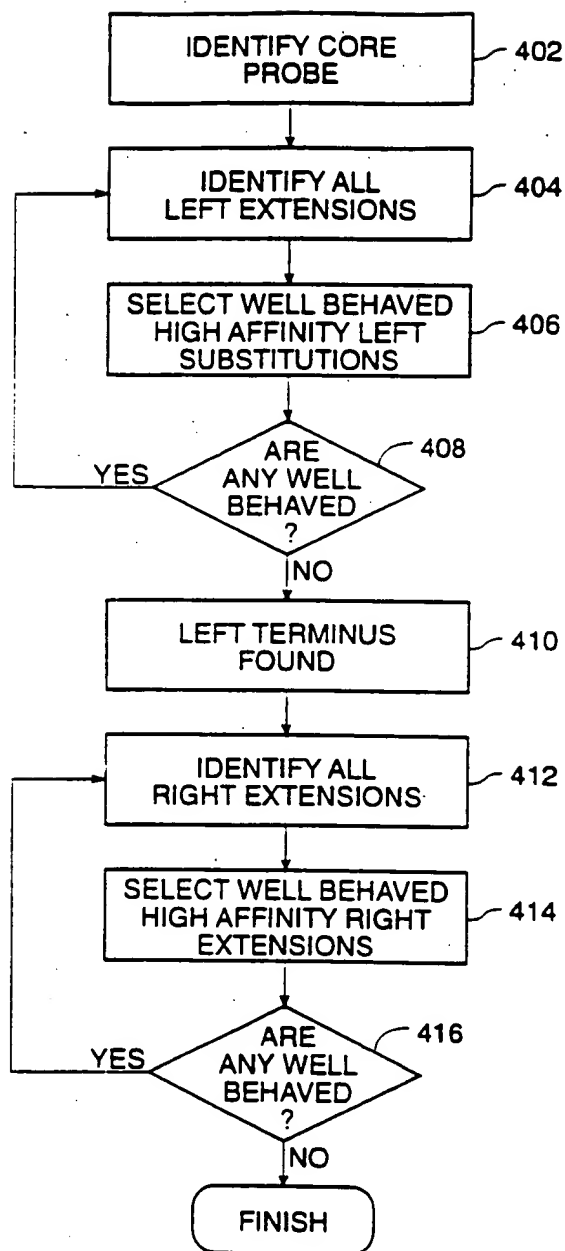 IDENTIFY CORE
PROBE
402
IDENTIFY ALL
LEFT EXTENSIONS
404
SELECT WELL BEHAVED
HIGH AFFINITY LEFT
SUBSTITUTIONS
406
ARE
ANY WELL
BEHAVED
?
408
YES
NO
LEFT TERMINUS
FOUND
410
IDENTIFY ALL
RIGHT EXTENSIONS
412
SELECT WELL BEHAVED
HIGH AFFINITY RIGHT
EXTENSIONS
414
ARE
ANY WELL
BEHAVED
?
416
YES
NO
FINISH